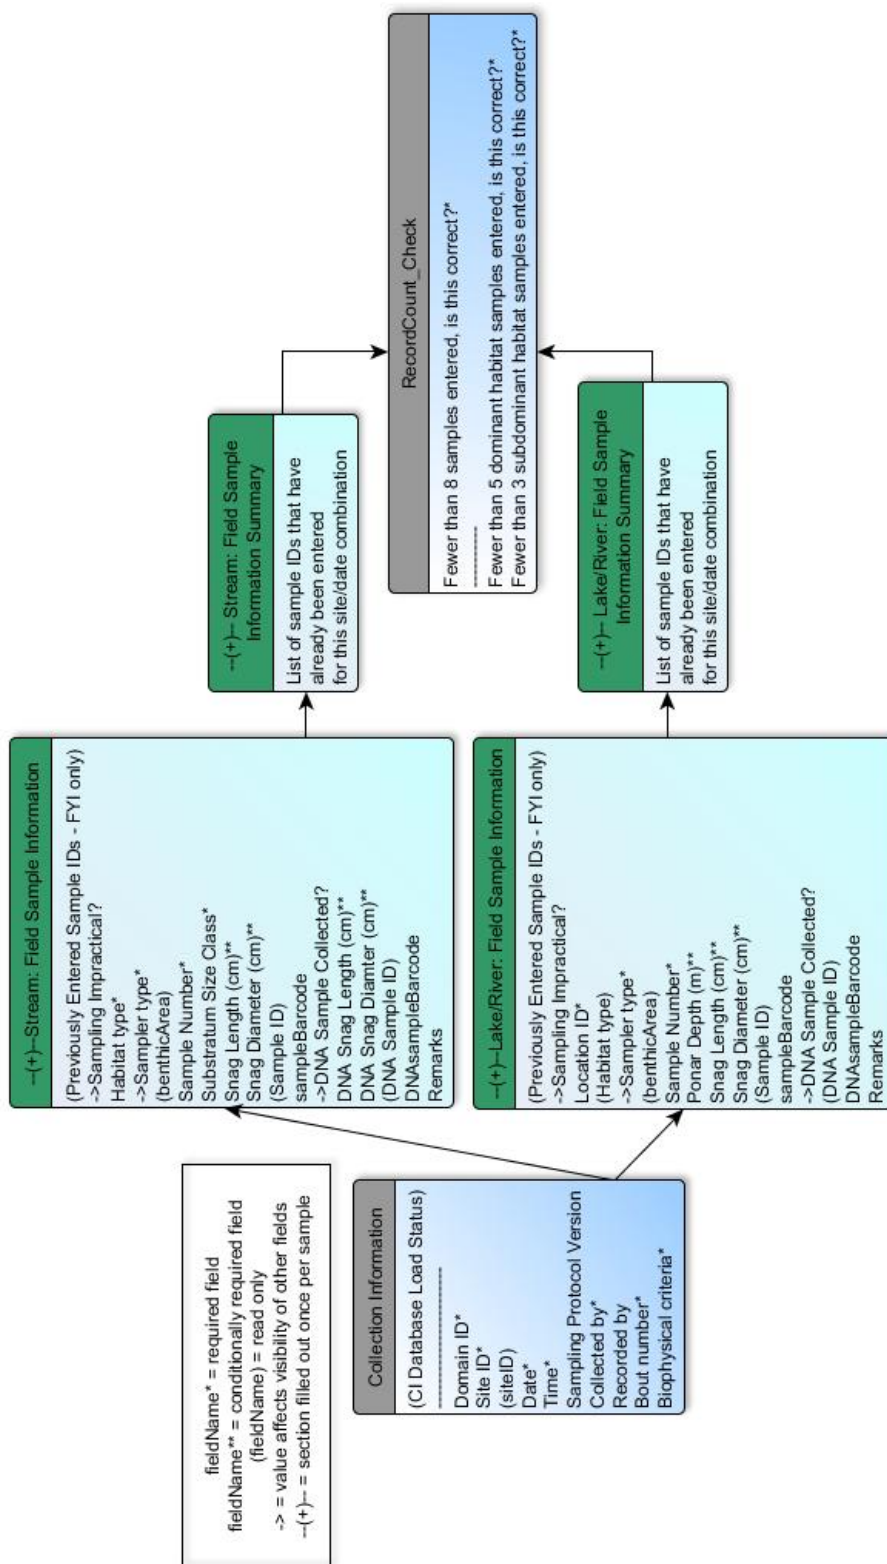 fieldName* = required field
fieldName** = conditionally required field
(fieldName) = read only
-> = value affects visibility of other fields
--(+)-- = section filled out once per sample
Collection Information
(CI Database Load Status)
------------------------------
Domain ID*
Site ID*
(siteID)
Date*
Time*
Sampling Protocol Version
Collected by*
Recorded by
Bout number*
Biophysical criteria*
--(+)--Stream: Field Sample Information
(Previously Entered Sample IDs - FYI only)
->Sampling Impractical?
Habitat type*
->Sampler type*
(benthicArea)
Sample Number*
Substratum Size Class*
Snag Length (cm)**
Snag Diameter (cm)**
(Sample ID)
sampleBarcode
->DNA Sample Collected?
DNA Snag Length (cm)**
DNA Snag Diamter (cm)**
(DNA Sample ID)
DNAsampleBarcode
Remarks
--(+)--Lake/River: Field Sample Information
(Previously Entered Sample IDs - FYI only)
->Sampling Impractical?
Location ID*
(Habitat type)
->Sampler type*
(benthicArea)
Sample Number*
Ponar Depth (m)**
Snag Length (cm)**
Snag Diameter (cm)**
(Sample ID)
sampleBarcode
->DNA Sample Collected?
(DNA Sample ID)
DNAsampleBarcode
Remarks
--(+)-- Stream: Field Sample
Information Summary
List of sample IDs that have
already been entered
for this site/date combination
--(+)-- Lake/River: Field Sample
Information Summary
List of sample IDs that have
already been entered
for this site/date combination
RecordCount_Check
Fewer than 8 samples entered, is this correct?*
--------------------
Fewer than 5 dominant habitat samples entered, is this correct?*
Fewer than 3 subdominant habitat samples entered, is this correct?*